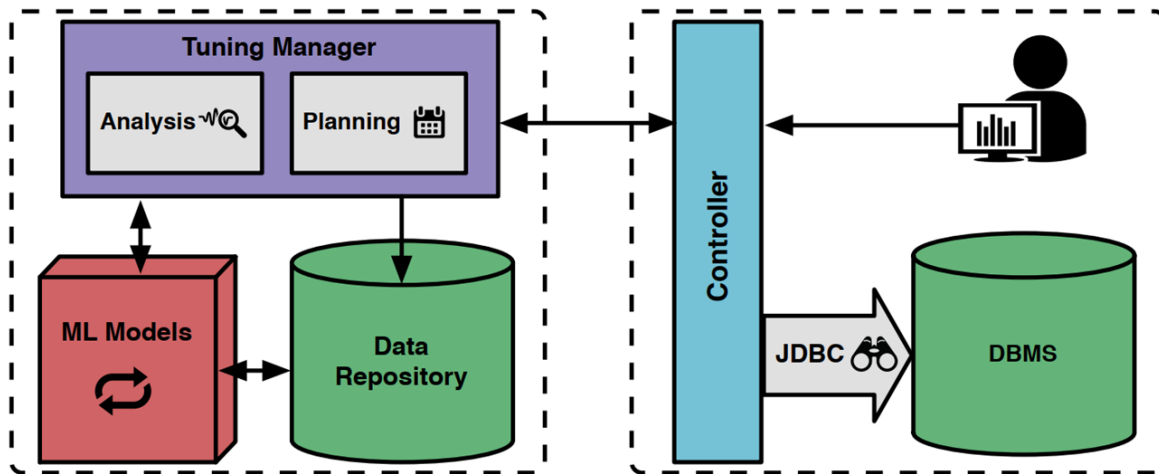 Tuning Manager
Analysis
Planning
ML Models
Data
Repository
Controller
JDBC
DBMS